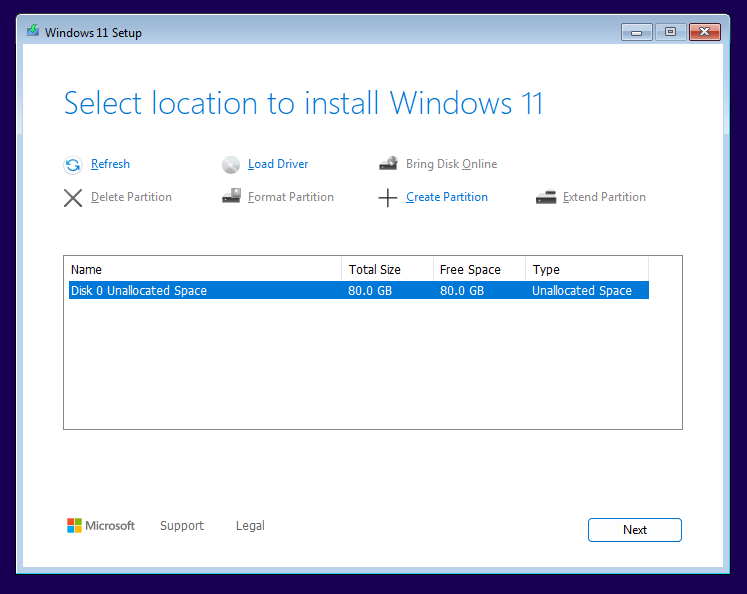 Windows 11 Setup
Select location to install Windows 11
Refresh Load Driver Bring Disk Online
Delete Partition Format Partition Create Partition Extend Partition
Name Total Size Free Space Type
Disk 0 Unallocated Space 80.0 GB 80.0 GB Unallocated Space
Microsoft Support Legal Next